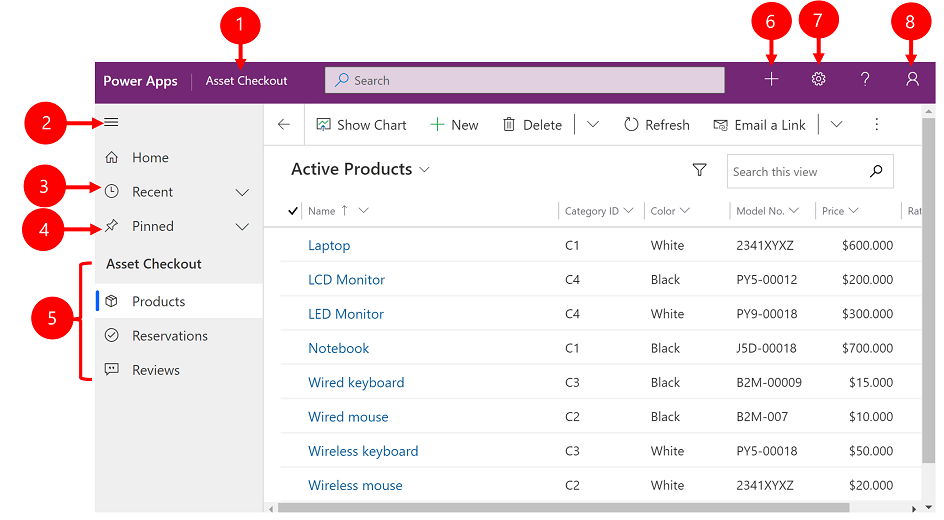 1 6 7 8
Power Apps Asset Checkout Search ?
2 Show Chart New Delete Refresh Email a Link
Home Active Products Search this view
3 Recent Name Category ID Color Model No. Price Rat
4 Pinned
Laptop C1 White 2341XYXZ $600.000
Asset Checkout
LCD Monitor C4 Black PY5-00012 $200.000
5 Products
LED Monitor C4 White PY9-00018 $300.000
Reservations
Notebook C1 Black J5D-00018 $700.000
Reviews
Wired keyboard C3 Black B2M-00009 $15.000
Wired mouse C2 Black B2M-007 $10.000
Wireless keyboard C3 White PY5-00018 $50.000
Wireless mouse C2 White 2341XYXZ $20.000